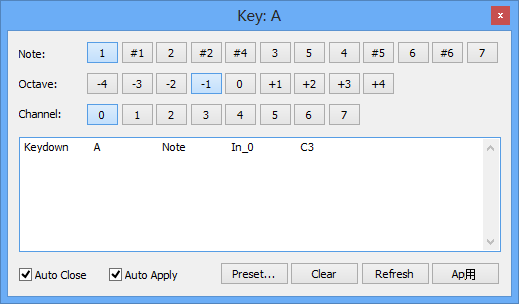 Key: A
x
Note: 1 #1 2 #2 #4 3 5 4 #5 6 #6 7
Octave: -4 -3 -2 -1 0 +1 +2 +3 +4
Channel: 0 1 2 3 4 5 6 7
Keydown A Note In_0 C3
Auto Close Auto Apply Preset... Clear Refresh Ap用